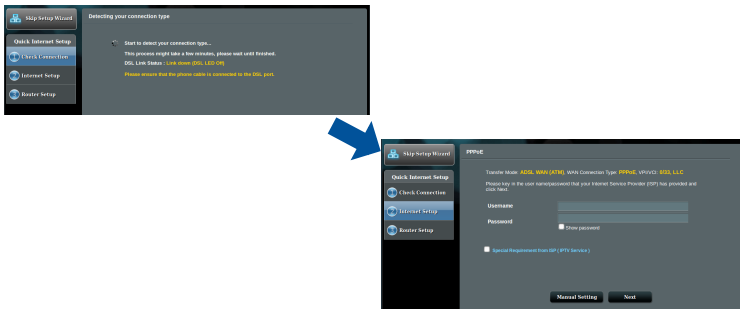 Skip Setup Wizard
Detecting your connection type
Quick Internet Setup
Check Connection
Internet Setup
Router Setup
Start to detect your connection type...
This process might take a few minutes, please wait until finished.
DSL Link Status : Link down (DSL LED Off)
Please ensure that the phone cable is connected to the DSL port.
Skip Setup Wizard
PPPoE
Quick Internet Setup
Check Connection
Internet Setup
Router Setup
Transfer Mode: ADSL WAN (ATM), WAN Connection Type: PPPoE, VPI/VCI: 0/33, LLC
Please key in the user name/password that your Internet Service Provider (ISP) has provided and
click Next.
Username
Password
Show password
Special Requirement from ISP ( IPTV Service )
Manual Setting
Next